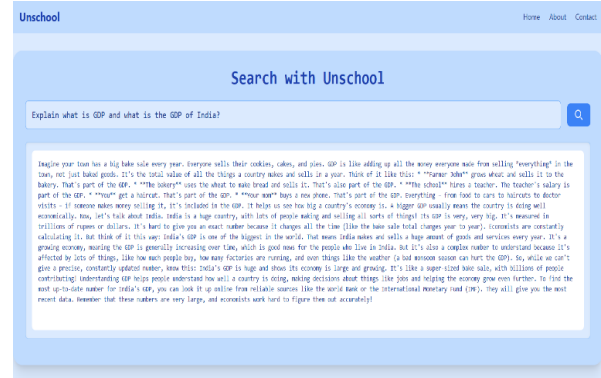 Unschool
Home About Contact
Search with Unschool
Explain what is GDP and what is the GDP of India?
Imagine your town has a big bake sale every year. Everyone sells their cookies, cakes, and pies. GDP is like adding up all the money everyone made from selling *everything* in the
town, not just baked goods. It's the total value of all the things a country makes and sells in a year. Think of it like this: * **Farmer John** grows wheat and sells it to the
bakery. That's part of the GDP. * **The bakery** uses the wheat to make bread and sells it. That's also part of the GDP. * **The school** hires a teacher. The teacher's salary is
part of the GDP. * **You** get a haircut. That's part of the GDP. * **Your mom** buys a new phone. That's part of the GDP. Everything - from food to cars to haircuts to doctor
visits - if someone makes money selling it, it's included in the GDP. It helps us see how big a country's economy is. A bigger GDP usually means the country is doing well
economically. Now, let's talk about India. India is a huge country, with lots of people making and selling all sorts of things! Its GDP is very, very big. It's measured in
trillions of rupees or dollars. It's hard to give you an exact number because it changes all the time (like the bake sale total changes year to year). Economists are constantly
calculating it. But think of it this way: India's GDP is one of the biggest in the world. That means India makes and sells a huge amount of goods and services every year. It's a
growing economy, meaning the GDP is generally increasing over time, which is good news for the people who live in India. But it's also a complex number to understand because it's
affected by lots of things, like how much people buy, how many factories are running, and even things like the weather (a bad monsoon season can hurt the GDP). So, while we can't
give a precise, constantly updated number, know this: India's GDP is huge and shows its economy is large and growing. It's like a super-sized bake sale, with billions of people
contributing! Understanding GDP helps people understand how well a country is doing, making decisions about things like jobs and helping the economy grow even further. To find the
most up-to-date number for India's GDP, you can look it up online from reliable sources like the World Bank or the International Monetary Fund (IMF). They will give you the most
recent data. Remember that these numbers are very large, and economists work hard to figure them out accurately!